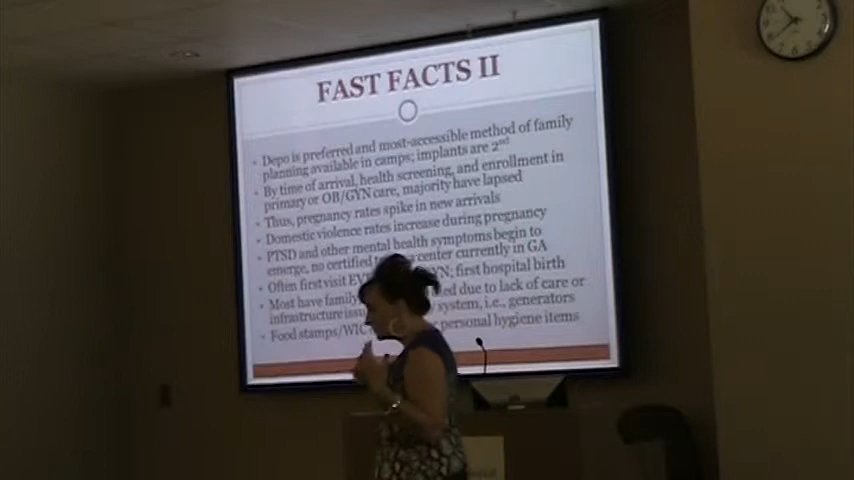 FAST FACTS II
• Depo is preferred and most-accessible method of family
planning available in camps; implants are 2nd
• By time of arrival, health screening, and enrollment in
primary or OB/GYN care, majority have lapsed
• Thus, pregnancy rates spike in new arrivals
• Domestic violence rates increase during pregnancy
• PTSD and other mental health symptoms begin to
emerge, no certified center currently in GA
• Often first visit first hospital birth
• Most have family due to lack of care or
infrastructure system, i.e., generators
• Food stamps/WIC personal hygiene items